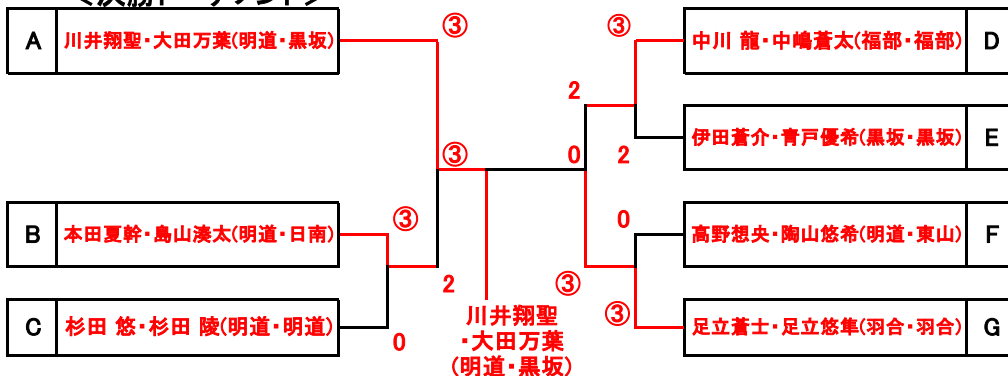 A 川井翔聖・大田万葉(明道・黒坂)
③
③
中川 龍・中嶋蒼太(福部・福部) D
2
伊田蒼介・青戸優希(黒坂・黒坂) E
③
0
2
B 本田夏幹・島山湊太(明道・日南)
③
0
高野想央・陶山悠希(明道・東山) F
2
③
C 杉田 悠・杉田 陵(明道・明道)
0
川井翔聖
・大田万葉
(明道・黒坂)
③
足立蒼士・足立悠隼(羽合・羽合) G